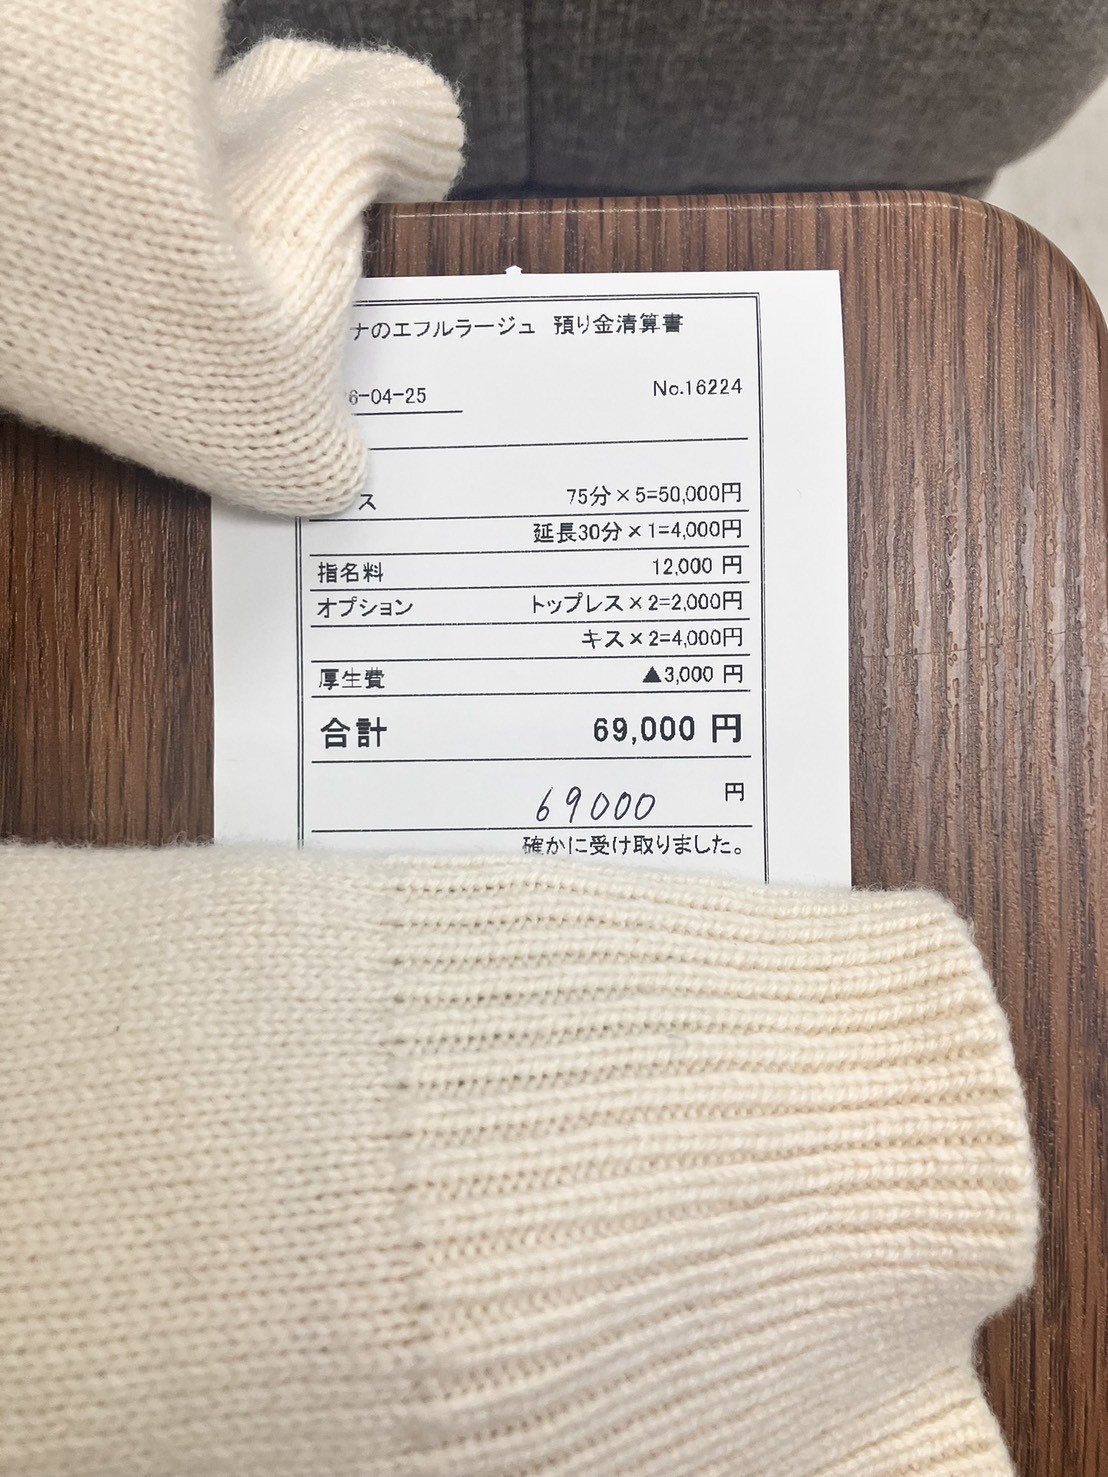 ナのエフルラージュ 預り金清算書
6-04-25 No.16224
ス 75分×5=50,000円
延長30分×1=4,000円
指名料 12,000 円
オプション トップレス×2=2,000円
キス×2=4,000円
厚生費 ▲3,000 円
合計 69,000 円
69000 円
確かに受け取りました。